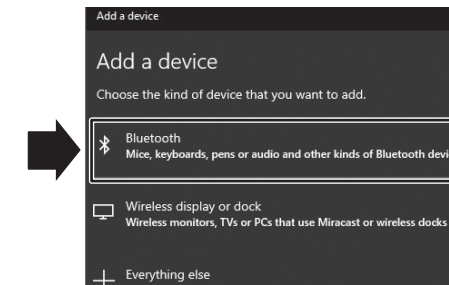 Add a device
Add a device
Choose the kind of device that you want to add.
Bluetooth
Mice, keyboards, pens or audio and other kinds of Bluetooth
Wireless display or dock
Wireless monitors, TVs or PCs that use Miracast or wireless docks
Everything else